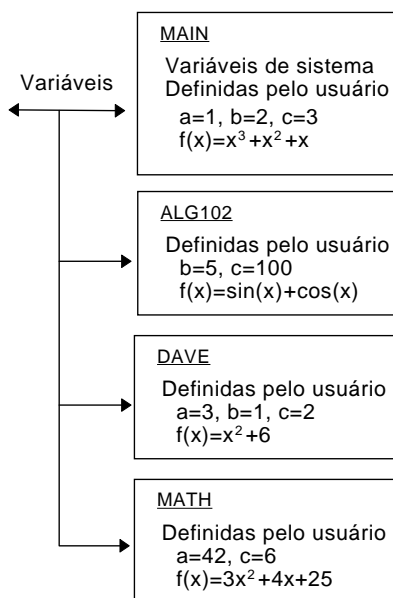 Variáveis
MAIN
Variáveis de sistema
Definidas pelo usuário
a=1, b=2, c=3
f(x)=x³+x²+x
ALG102
Definidas pelo usuário
b=5, c=100
f(x)=sin(x)+cos(x)
DAVE
Definidas pelo usuário
a=3, b=1, c=2
f(x)=x²+6
MATH
Definidas pelo usuário
a=42, c=6
f(x)=3x²+4x+25